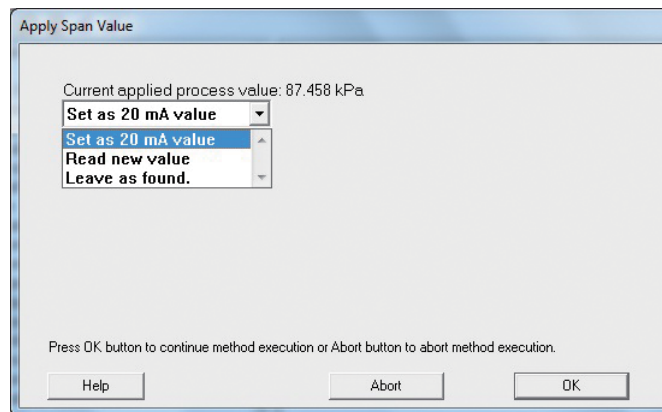 Apply Span Value
Current applied process value: 87.458 kPa
Set as 20 mA value
Set as 20 mA value
Read new value
Leave as found.
Press OK button to continue method execution or Abort button to abort method execution.
Help Abort OK